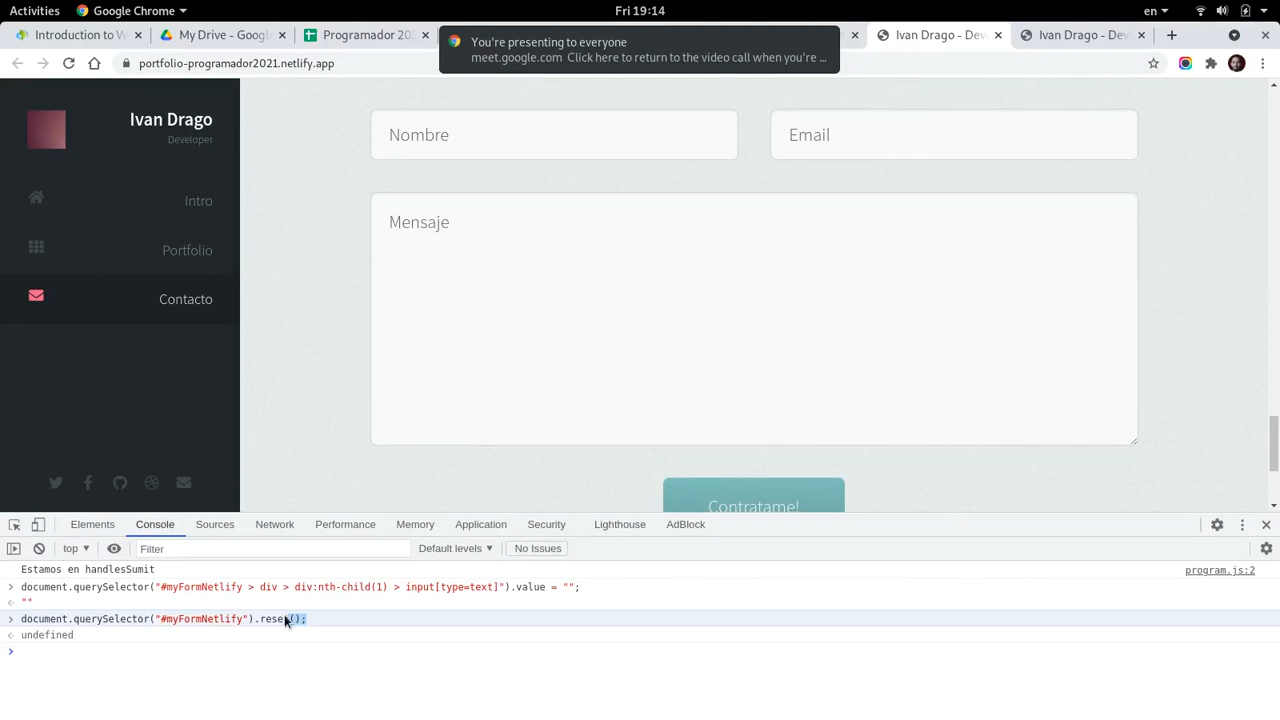 Activities Google Chrome Fri 19:14 en
Introduction to W My Drive - Google Programador 202 Ivan Drago - Deve Ivan Drago - Deve
You're presenting to everyone
meet.google.com Click here to return to the video call when you're ...
portfolio-programador2021.netlify.app
Ivan Drago
Developer
Intro
Portfolio
Contacto
Nombre Email
Mensaje
Contratame!
Elements Console Sources Network Performance Memory Application Security Lighthouse AdBlock
top Filter Default levels No Issues
Estamos en handlesSumit program.js:2
document.querySelector("#myFormNetlify > div > div:nth-child(1) > input[type=text]").value = "";
""
document.querySelector("#myFormNetlify").reset();
undefined